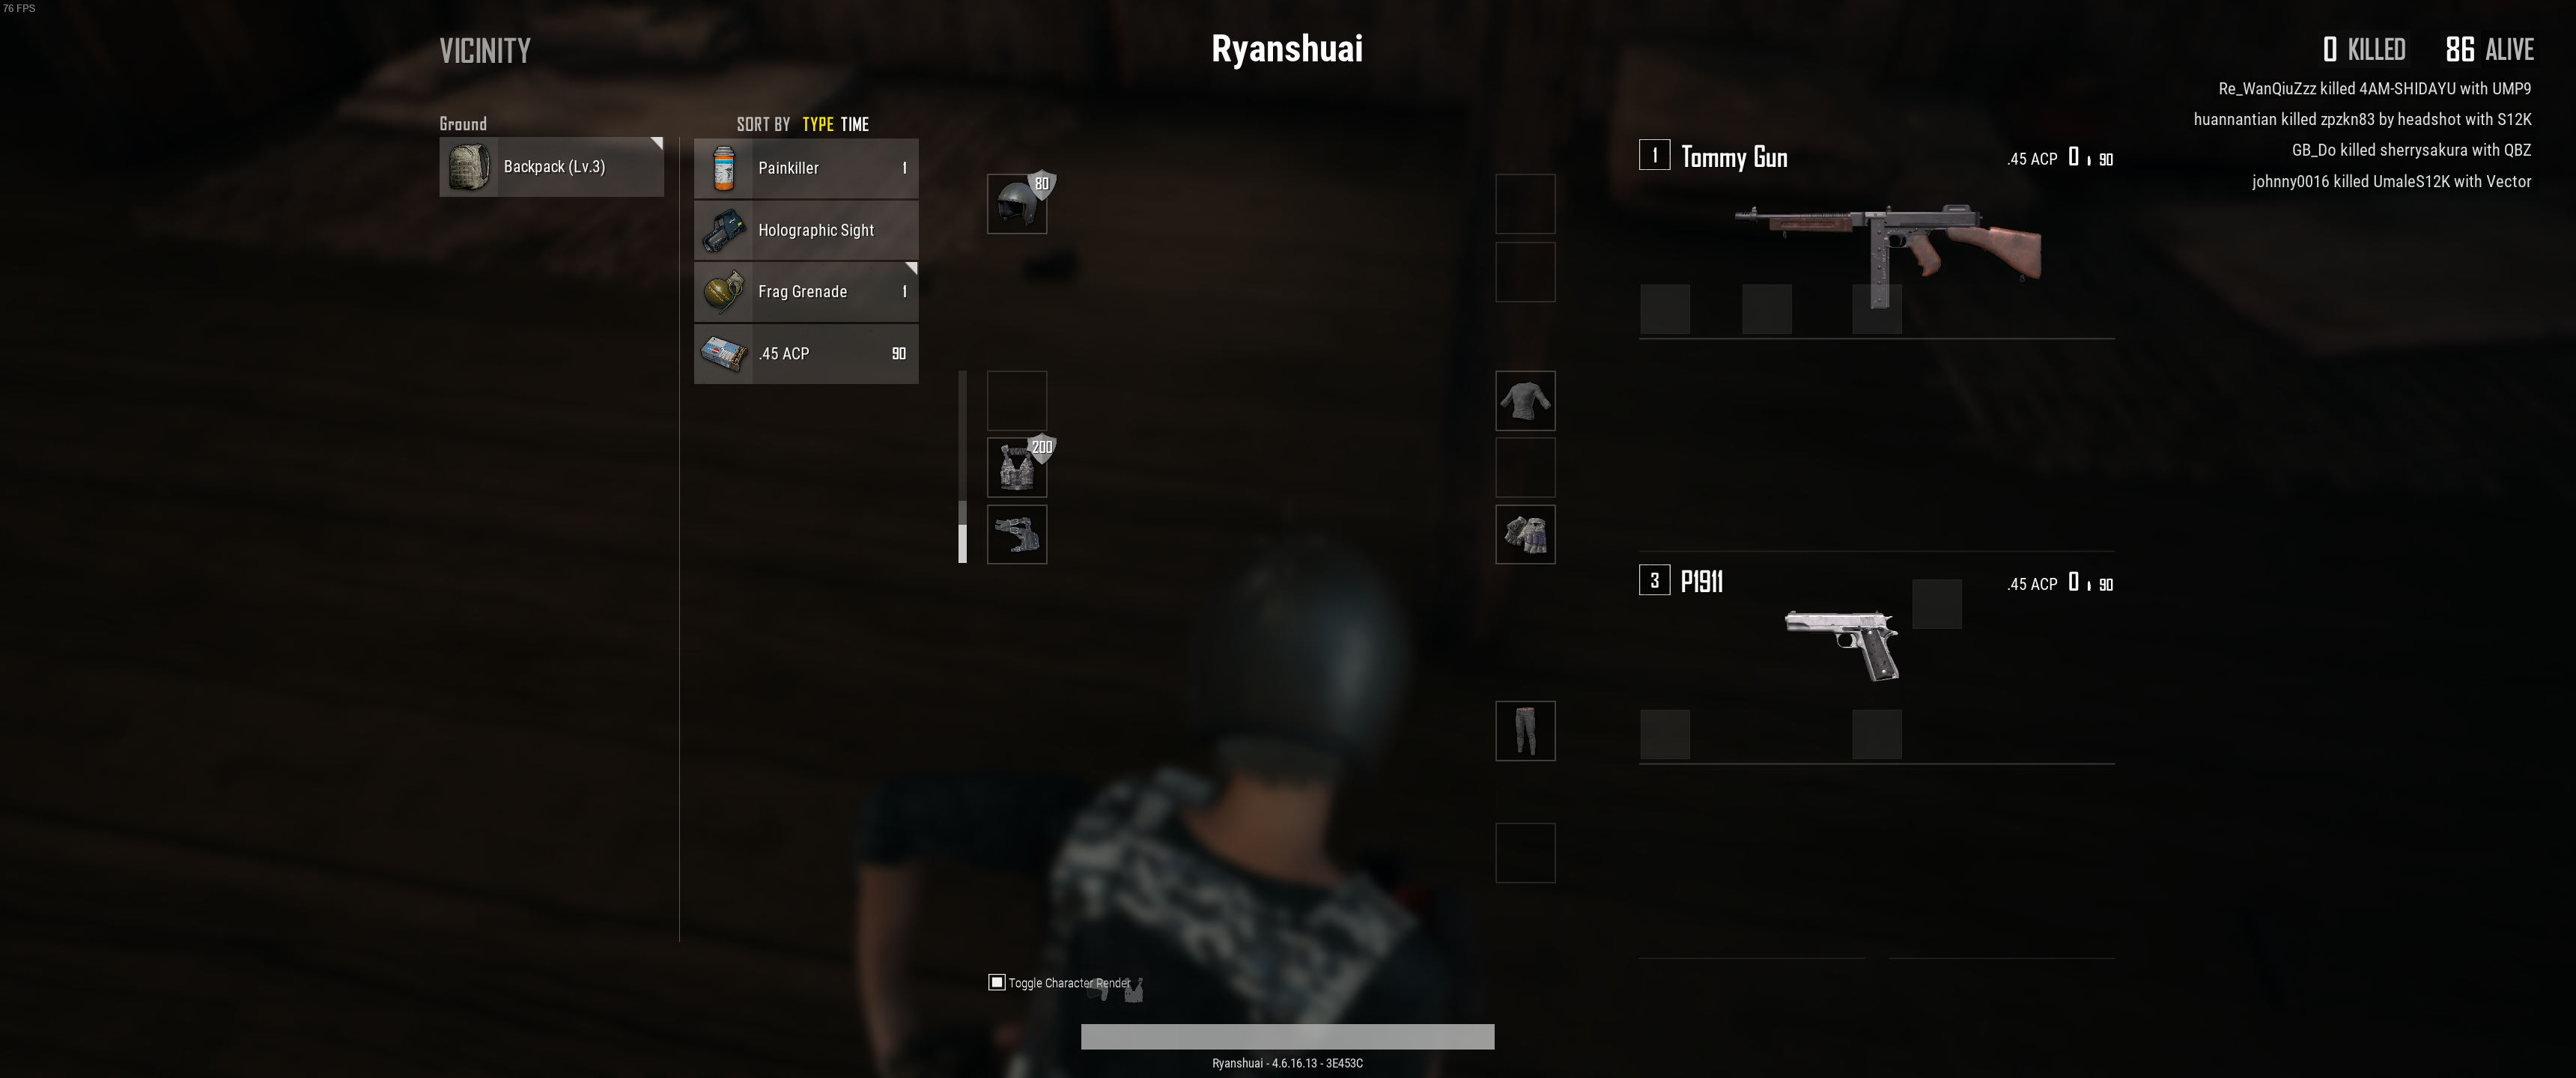 76 FPS
VICINITY
Ryanshuai
0 KILLED 86 ALIVE
Re_WanQiuZzz killed 4AM-SHIDAYU with UMP9
huannantian killed zpzkn83 by headshot with S12K
GB_Do killed sherrysakura with QBZ
johnny0016 killed UmaleS12K with Vector
Ground
Backpack (Lv.3)
SORT BY TYPE TIME
Painkiller 1
Holographic Sight
Frag Grenade 1
.45 ACP 90
80
200
1 Tommy Gun .45 ACP 0 90
3 P1911 .45 ACP 0 90
Toggle Character Render
Ryanshuai - 4.6.16.13 - 3E453C